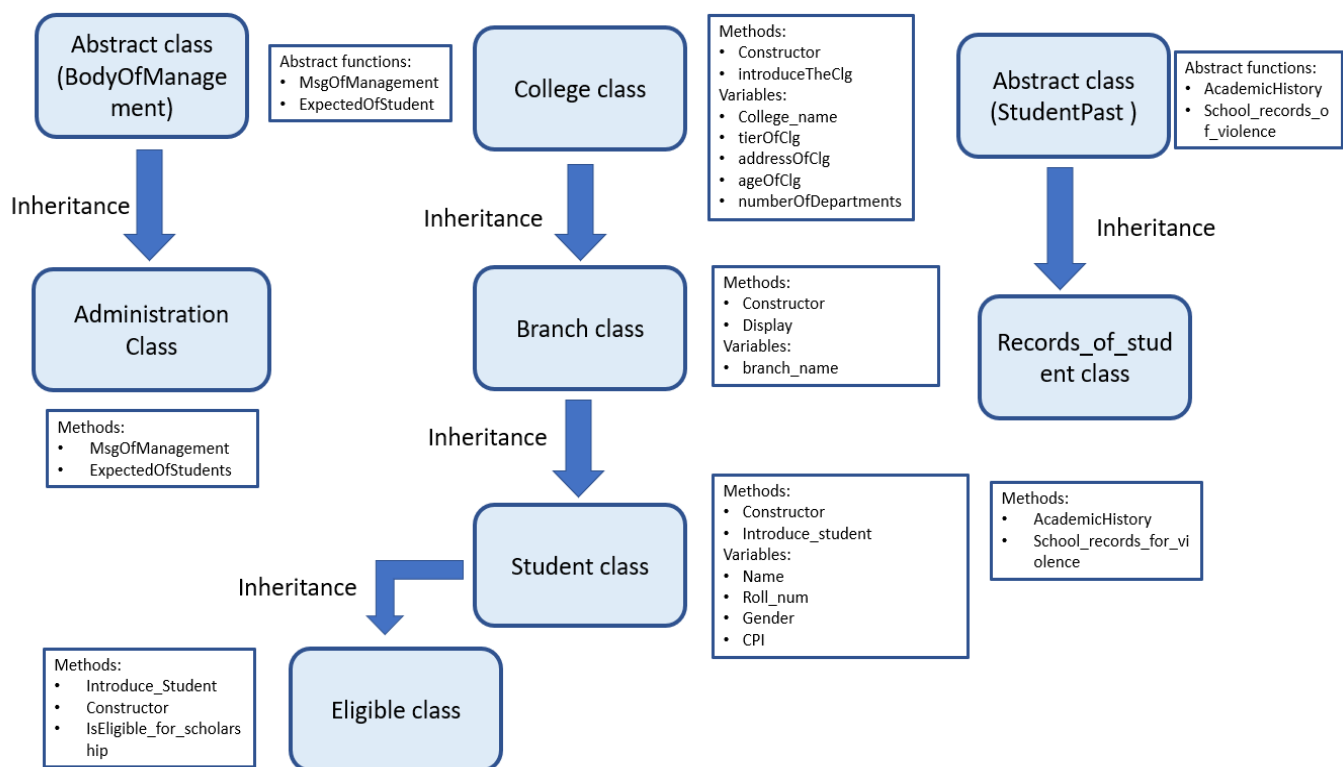 Abstract class
(BodyOfManage
ment)
Abstract functions:
• MsgOfManagement
• ExpectedOfStudent
College class
Methods:
• Constructor
• introduceTheClg
Variables:
• College_name
• tierOfClg
• addressOfClg
• ageOfClg
• numberOfDepartments
Abstract class
(StudentPast )
Abstract functions:
• AcademicHistory
• School_records_o
f_violence
Inheritance
Inheritance
Inheritance
Administration
Class
Branch class
Methods:
• Constructor
• Display
Variables:
• branch_name
Records_of_stud
ent class
Methods:
• MsgOfManagement
• ExpectedOfStudents
Inheritance
Student class
Methods:
• Constructor
• Introduce_student
Variables:
• Name
• Roll_num
• Gender
• CPI
Methods:
• AcademicHistory
• School_records_for_vi
olence
Inheritance
Methods:
• Introduce_Student
• Constructor
• IsEligible_for_scholars
hip
Eligible class